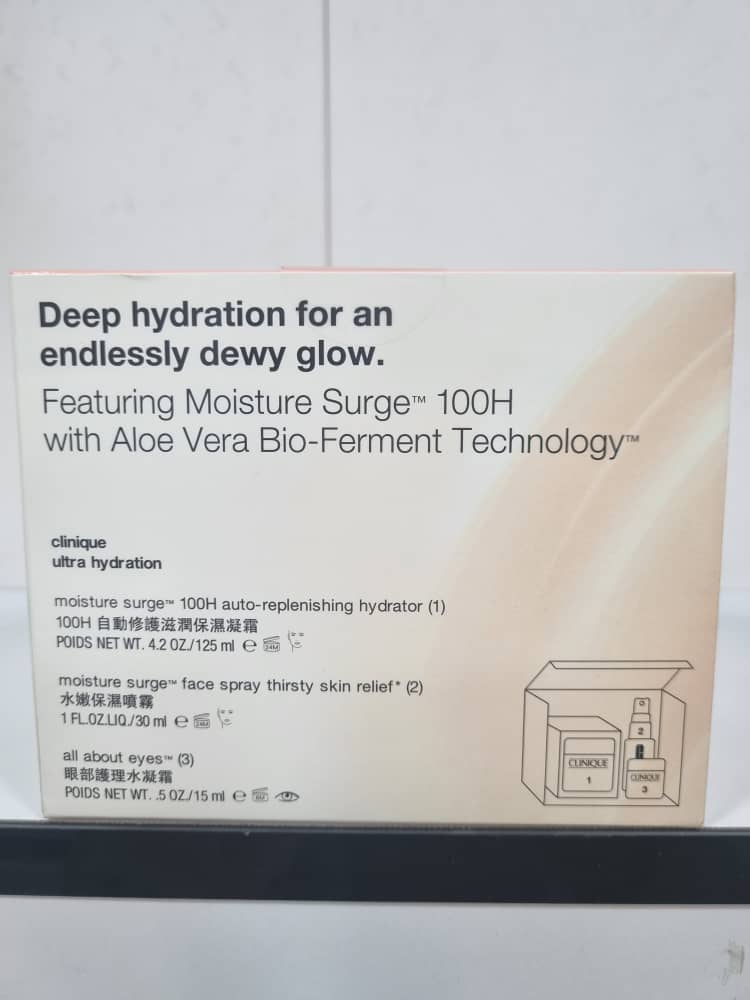 Deep hydration for an
endlessly dewy glow.
Featuring Moisture Surge™ 100H
with Aloe Vera Bio-Ferment Technology™
clinique
ultra hydration
moisture surge™ 100H auto-replenishing hydrator (1)
100H 自動修護滋潤保濕凝霜
POIDS NET WT. 4.2 OZ./125 ml ℮ 24M
moisture surge™ face spray thirsty skin relief* (2)
水嫩保濕噴霧
1 FL.OZ.LIQ./30 ml ℮ 24M
all about eyes™ (3)
眼部護理水凝霜
POIDS NET WT. .5 OZ./15 ml ℮
CLINIQUE
1
2
CLINIQUE
3